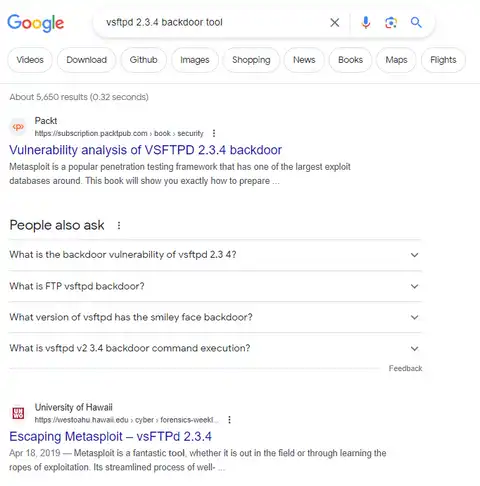 Google
vsftpd 2.3.4 backdoor tool
Videos
Download
Github
Images
Shopping
News
Books
Maps
Flights
About 5,650 results (0.32 seconds)
Packt
https://subscription.packtpub.com › book › security
Vulnerability analysis of VSFTPD 2.3.4 backdoor
Metasploit is a popular penetration testing framework that has one of the largest exploit
databases around. This book will show you exactly how to prepare ...
People also ask
What is the backdoor vulnerability of vsftpd 2.3 4?
What is FTP vsftpd backdoor?
What version of vsftpd has the smiley face backdoor?
What is vsftpd v2 3.4 backdoor command execution?
Feedback
UH
WO
University of Hawaii
https://westoahu.hawaii.edu › cyber › forensics-weekl...
Escaping Metasploit – vsFTPd 2.3.4
Apr 18, 2019 — Metasploit is a fantastic tool, whether it is out in the field or through learning the
ropes of exploitation. Its streamlined process of well- ...